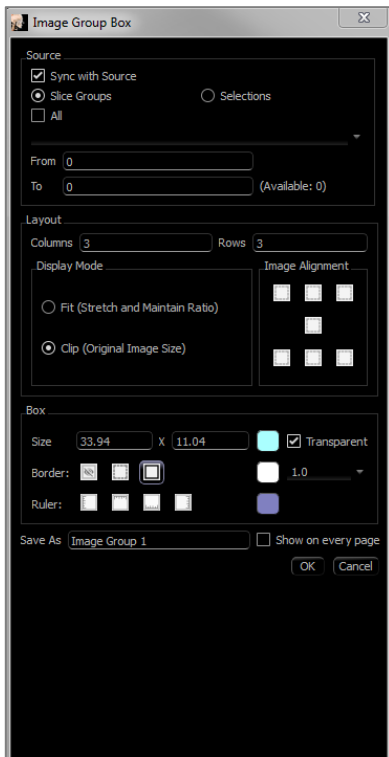 Image Group Box
Source
Sync with Source
Slice Groups Selections
All
From 0
To 0 (Available: 0)
Layout
Columns 3 Rows 3
Display Mode Image Alignment
Fit (Stretch and Maintain Ratio)
Clip (Original Image Size)
Box
Size 33.94 X 11.04 Transparent
Border: 1.0
Ruler:
Save As Image Group 1 Show on every page
OK Cancel